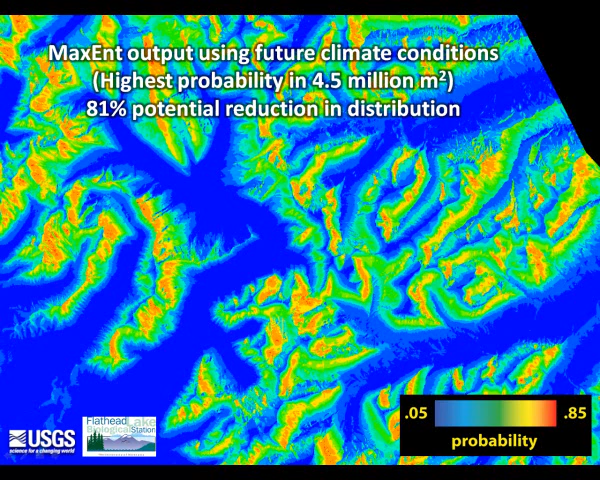 MaxEnt output using future climate conditions
(Highest probability in 4.5 million m²)
81% potential reduction in distribution
.05
.85
probability
USGS
science for a changing world
Flathead Lake
Biological Station